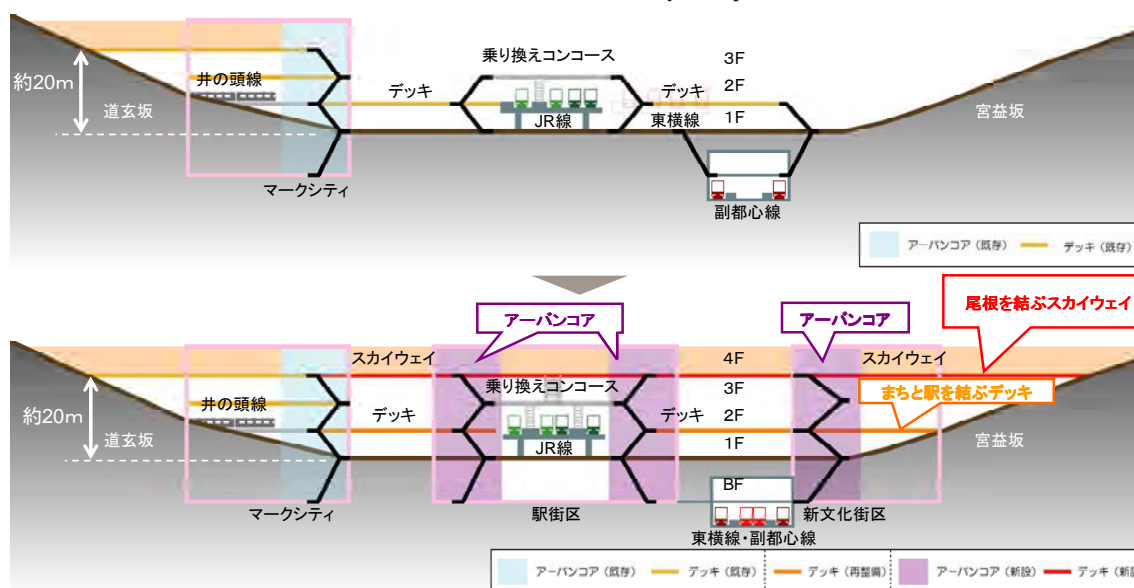 3F
乗り換えコンコース
約20m
井の頭線
デッキ
デッキ
2F
道玄坂
JR線
東横線
1F
宮益坂
マークシティ
副都心線
アーバンコア（既存）
デッキ（既存）
尾根を結ぶスカイウェイ
アーバンコア
アーバンコア
スカイウェイ
4F
スカイウェイ
乗り換えコンコース
3F
まちと駅を結ぶデッキ
約20m
井の頭線
デッキ
デッキ
2F
道玄坂
JR線
1F
宮益坂
BF
マークシティ
駅街区
新文化街区
東横線・副都心線
アーバンコア（既存）
デッキ（既存）
デッキ（再整備）
アーバンコア（新設）
デッキ（新